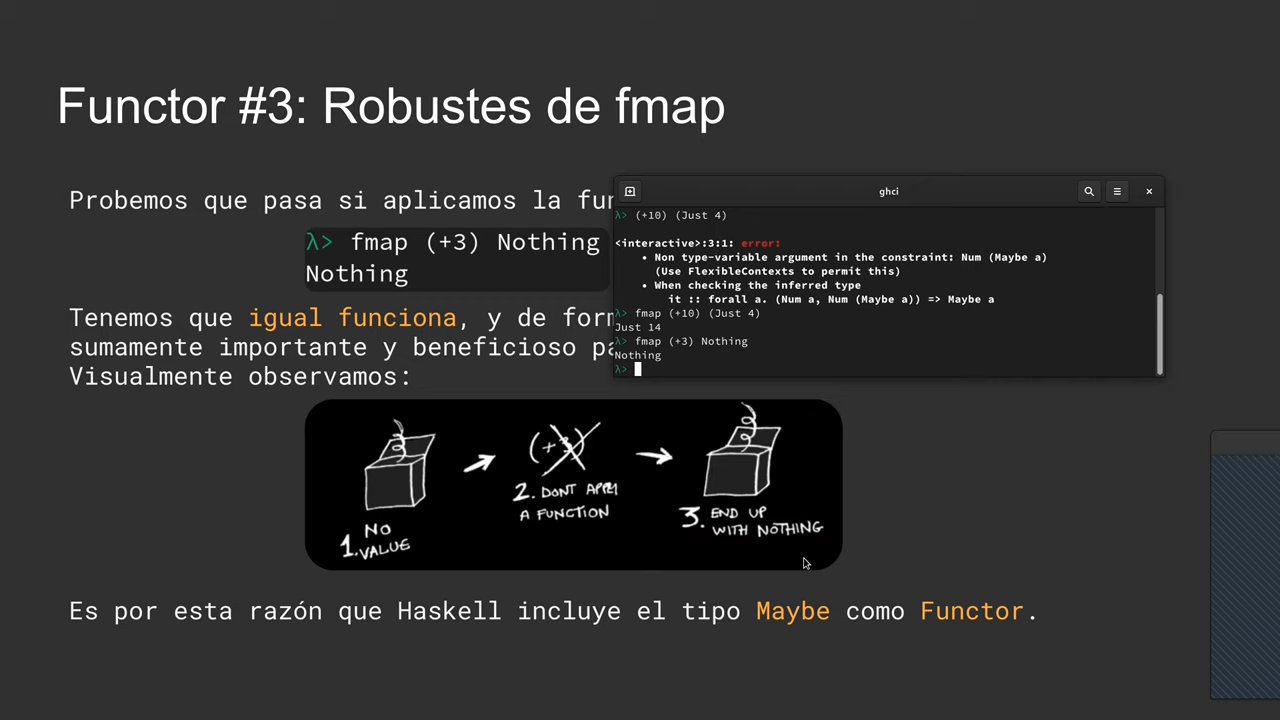 Functor #3: Robustes de fmap
Probemos que pasa si aplicamos la
λ> fmap (+3) Nothing
Nothing
Tenemos que igual funciona, y de
sumamente importante y beneficioso
Visualmente observamos:
ghci
λ> (+10) (Just 4)
<interactive>:3:1: error:
• Non type-variable argument in the constraint: Num (Maybe a)
(Use FlexibleContexts to permit this)
• When checking the inferred type
it :: forall a. (Num a, Num (Maybe a)) => Maybe a
λ> fmap (+10) (Just 4)
Just 14
λ> fmap (+3) Nothing
Nothing
λ>
1. NO
VALUE
(+3)
2. DONT APPLY
A FUNCTION
3. END UP
WITH NOTHING
Es por esta razón que Haskell incluye el tipo Maybe como Functor.